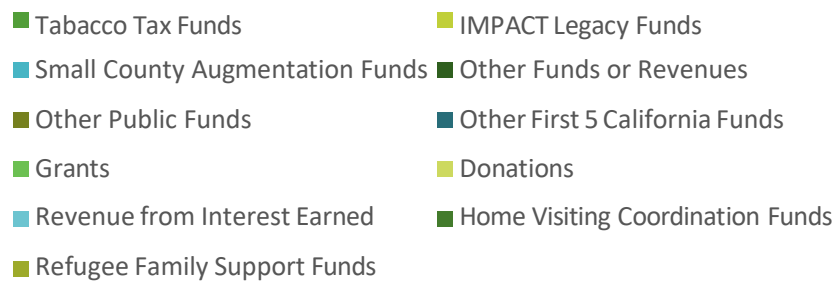 Tabacco Tax Funds
IMPACT Legacy Funds
Small County Augmentation Funds
Other Funds or Revenues
Other Public Funds
Other First 5 California Funds
Grants
Donations
Revenue from Interest Earned
Home Visiting Coordination Funds
Refugee Family Support Funds